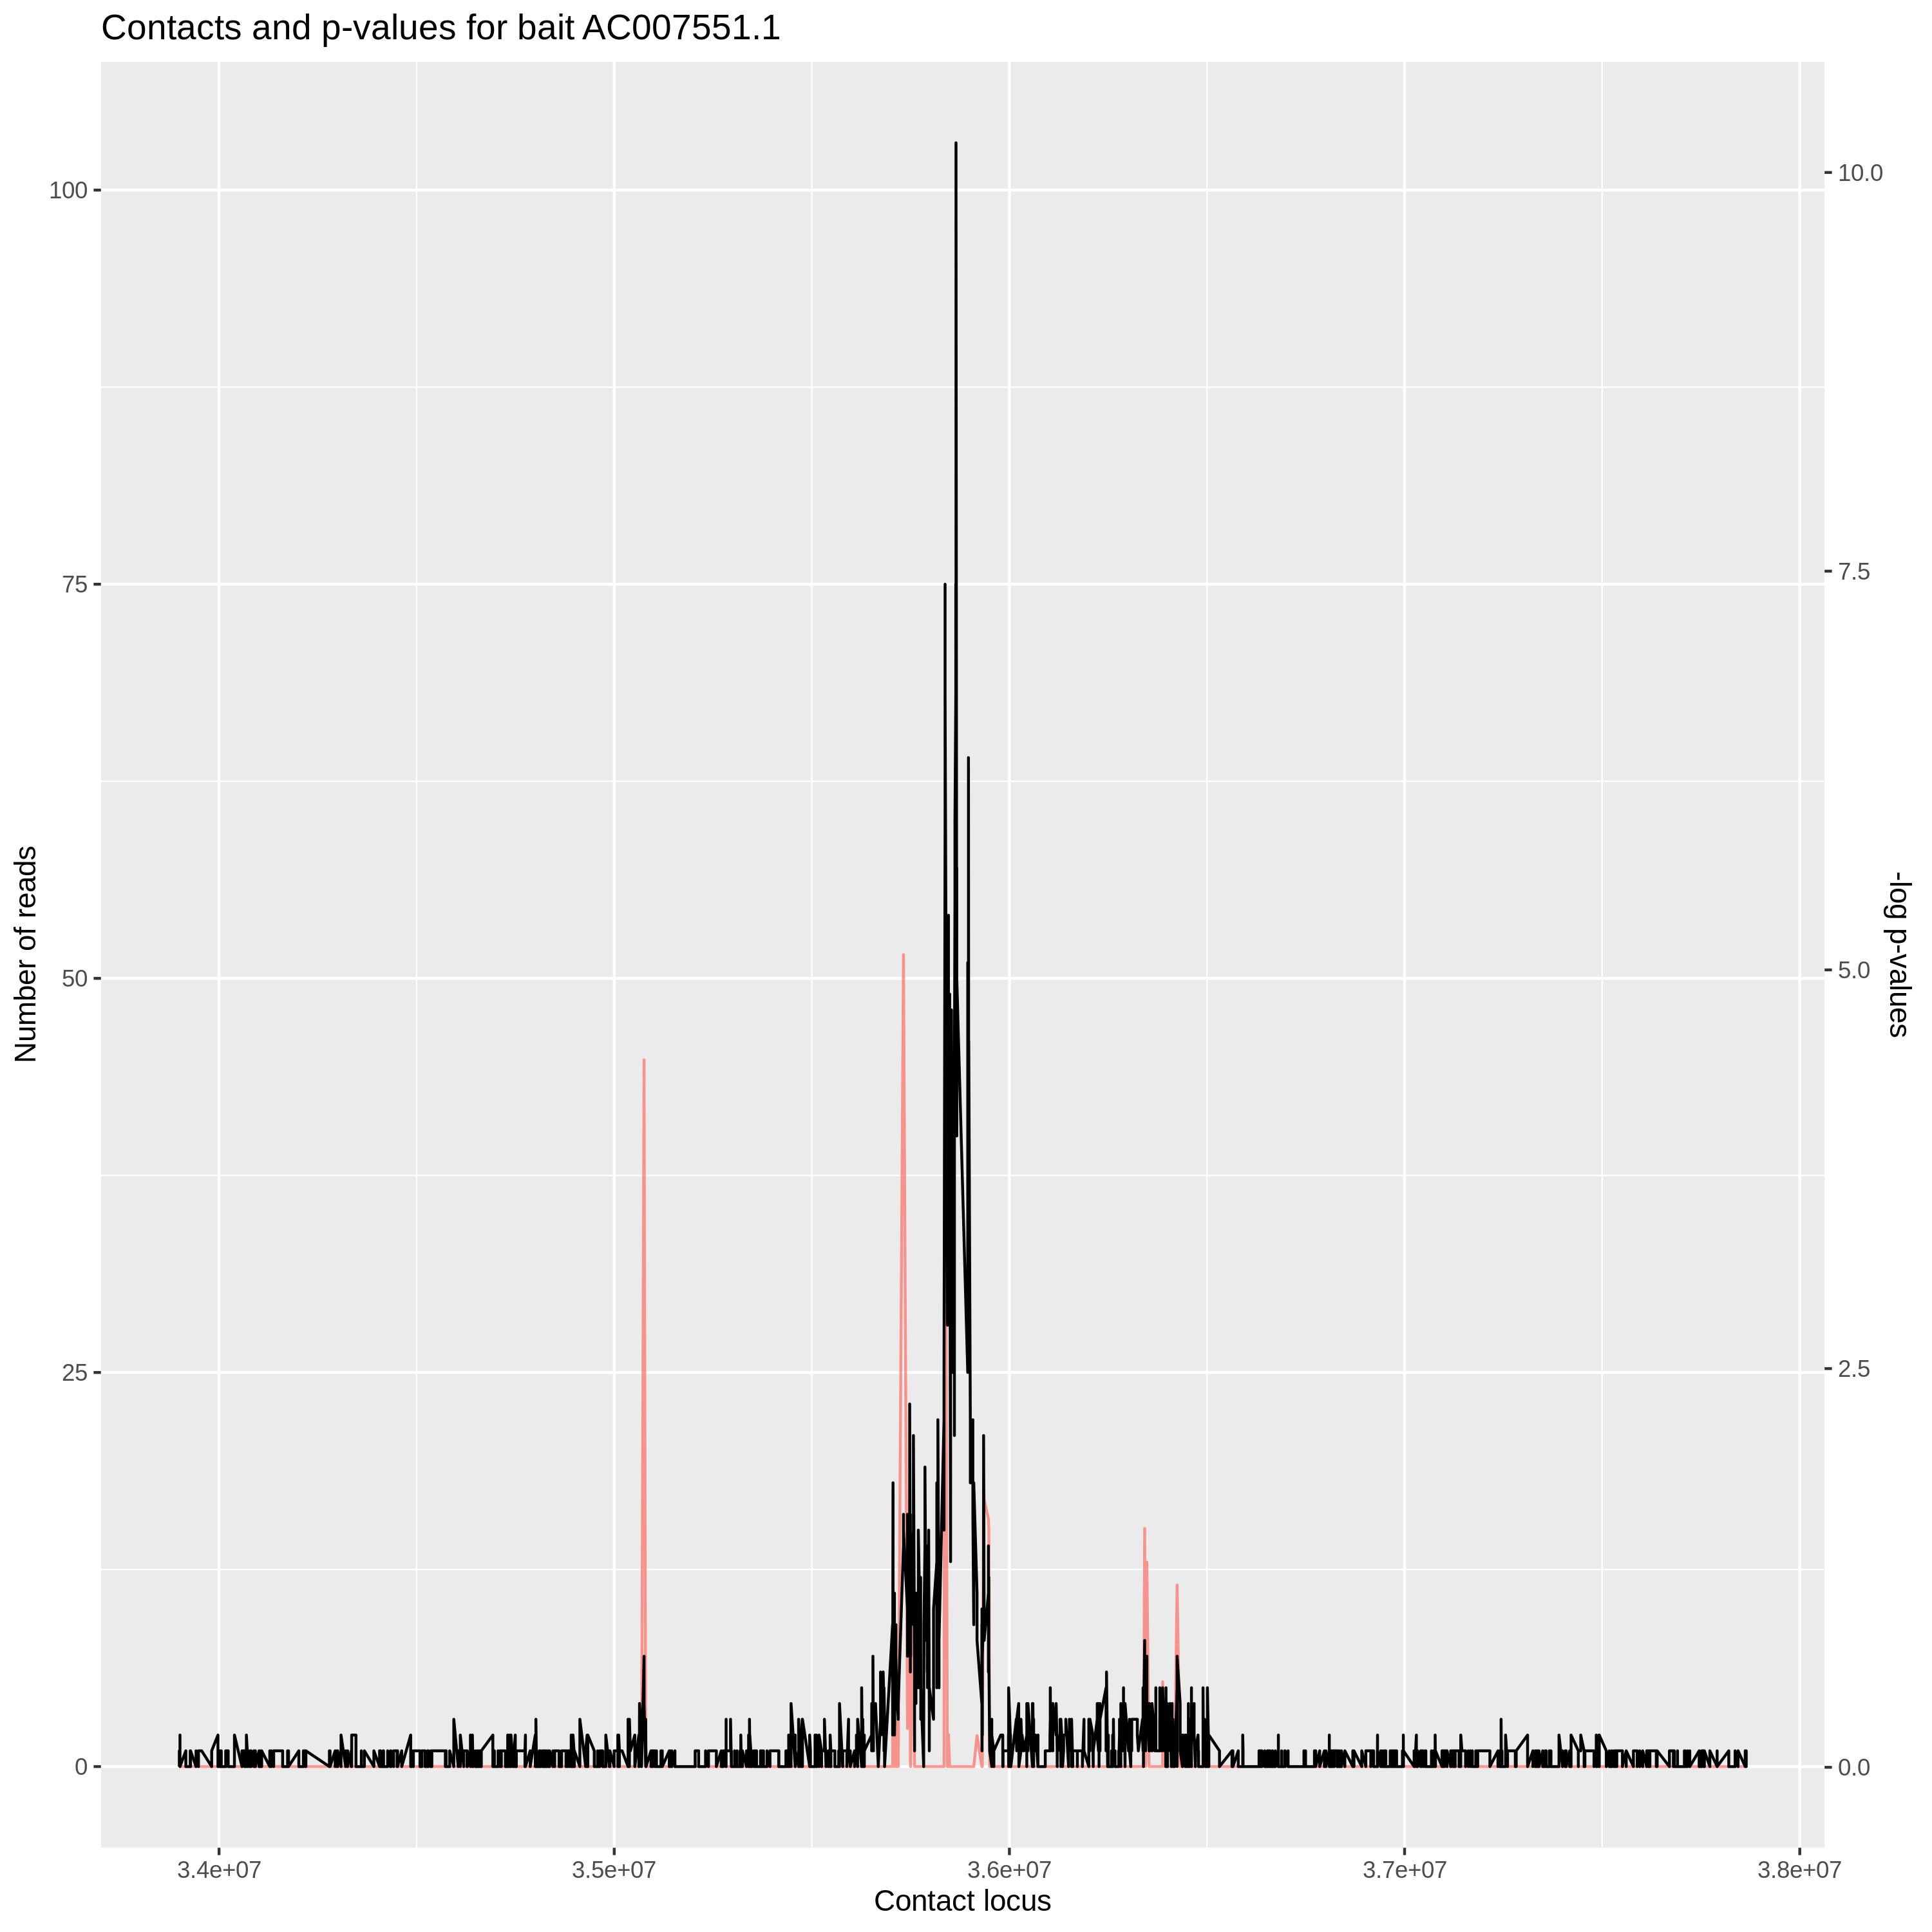 Contacts and p-values for bait AC007551.1
100
75
50
25
0
10.0
7.5
5.0
2.5
0.0
Number of reads
-log p-values
3.4e+07
3.5e+07
3.6e+07
3.7e+07
3.8e+07
Contact locus